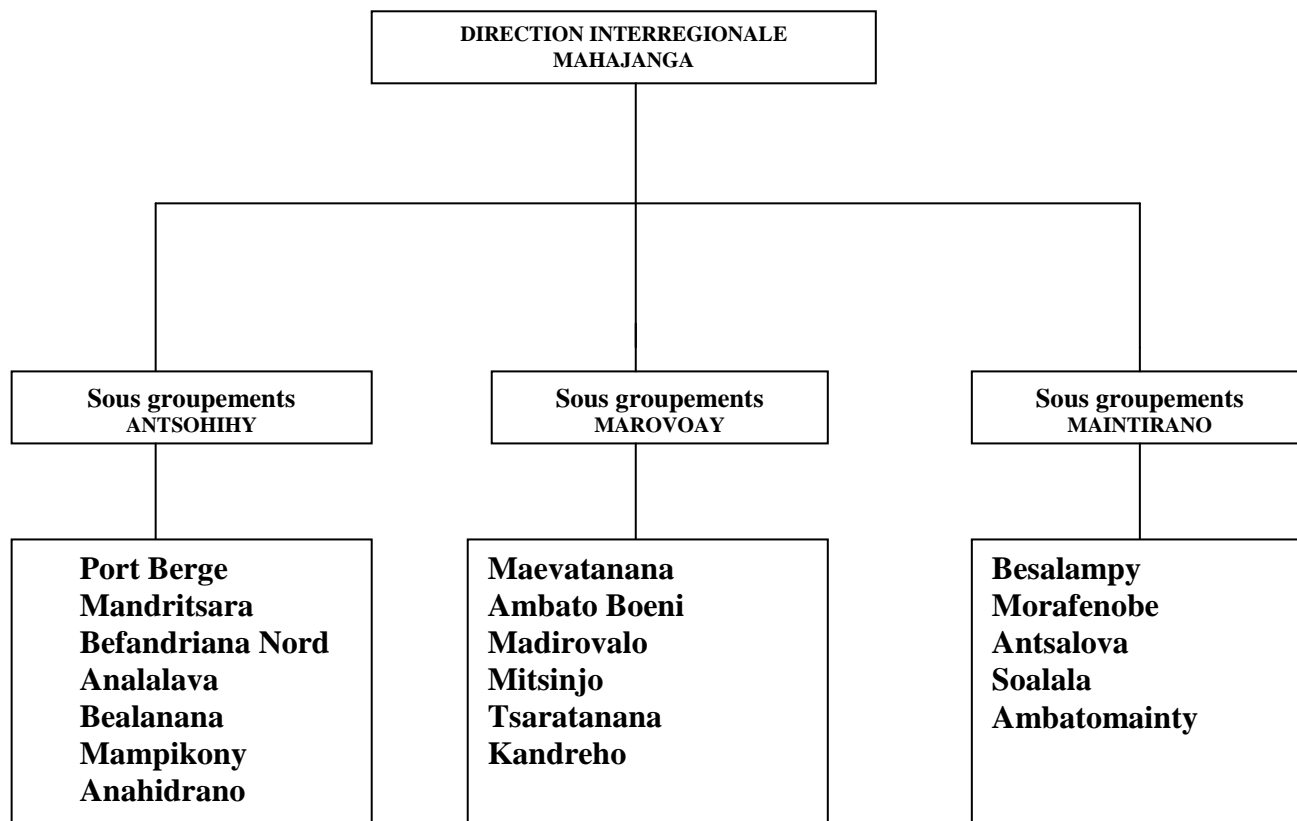 DIRECTION INTERREGIONALE
MAHAJANGA
Sous groupements
ANTSOHIHY
Sous groupements
MAROVOAY
Sous groupements
MAINTIRANO
Port Berge
Mandritsara
Befandriana Nord
Analalava
Bealanana
Mampikony
Anahidrano
Maevatanana
Ambato Boeni
Madirovalo
Mitsinjo
Tsaratanana
Kandreho
Besalampy
Morafenobe
Antsalova
Soalala
Ambatomainty